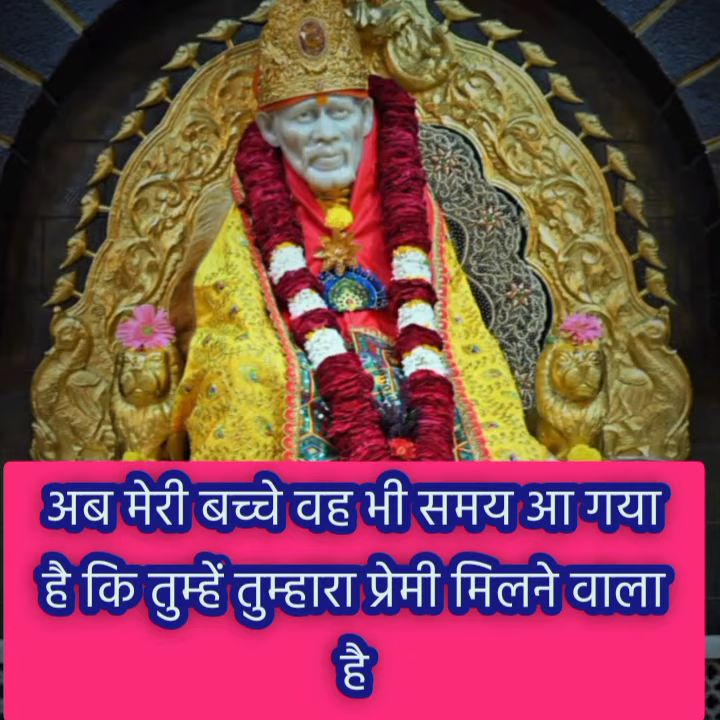 अब मेरी बच्चे वह भी समय आ गया
है कि तुम्हें तुम्हारा प्रेमी मिलने वाला
है